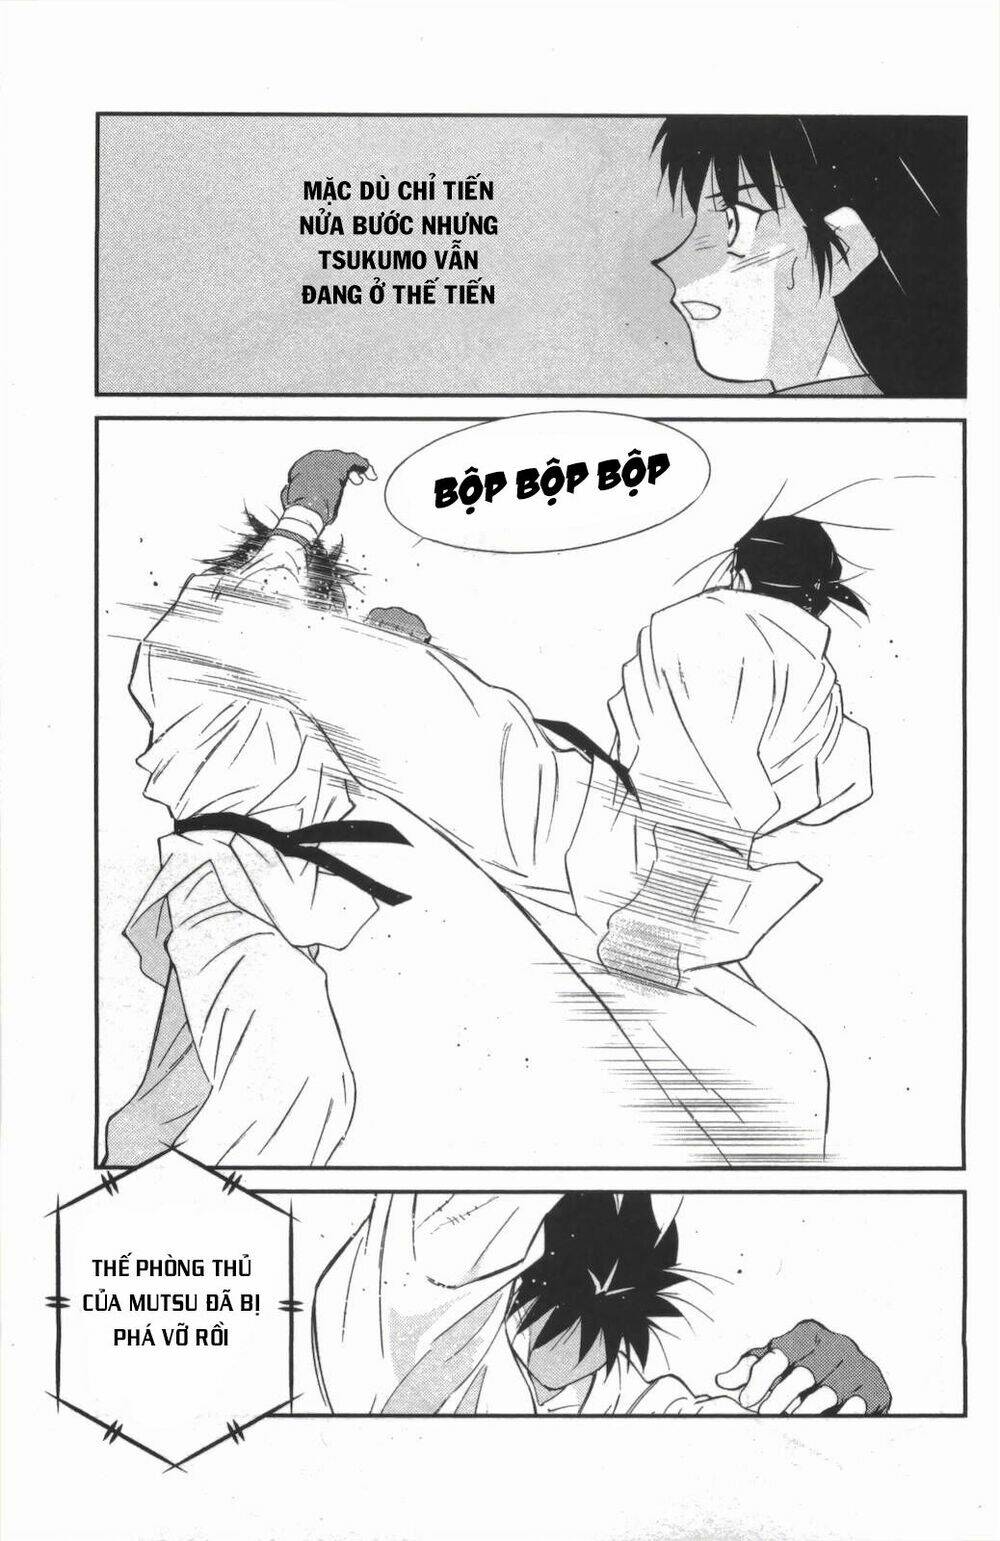 MẶC DÙ CHỈ TIẾN
NỬA BƯỚC NHƯNG
TSUKUMO VẪN
ĐANG Ở THẾ TIẾN
BỘP BỘP BỘP
THẾ PHÒNG THỦ
CỦA MUTSU ĐÃ BỊ
PHÁ VỠ RỒI